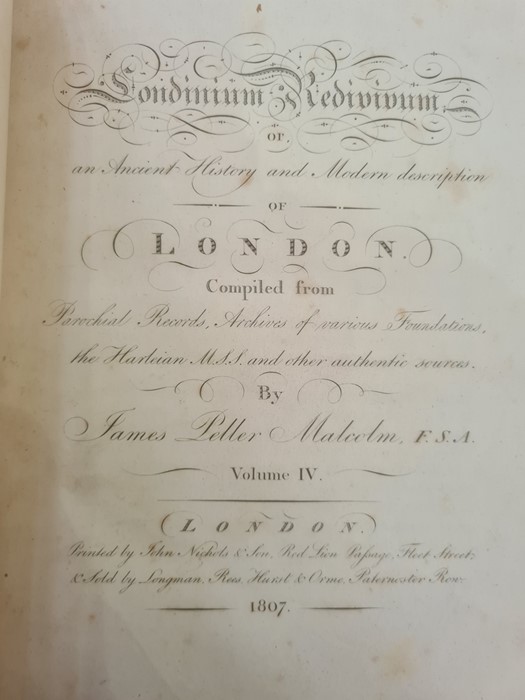 Londinium Redivivum,
or,
an Ancient History and Modern description
OF
LONDON.
Compiled from
Parochial Records, Archives of various Foundations,
the Harleian M.S.S. and other authentic sources.
By
James Peller Malcolm, F.S.A.
Volume IV.
LONDON.
Printed by John Nichols & Son, Red Lion Passage, Fleet Street;
& Sold by Longman, Rees, Hurst & Orme, Paternoster Row.
1807.